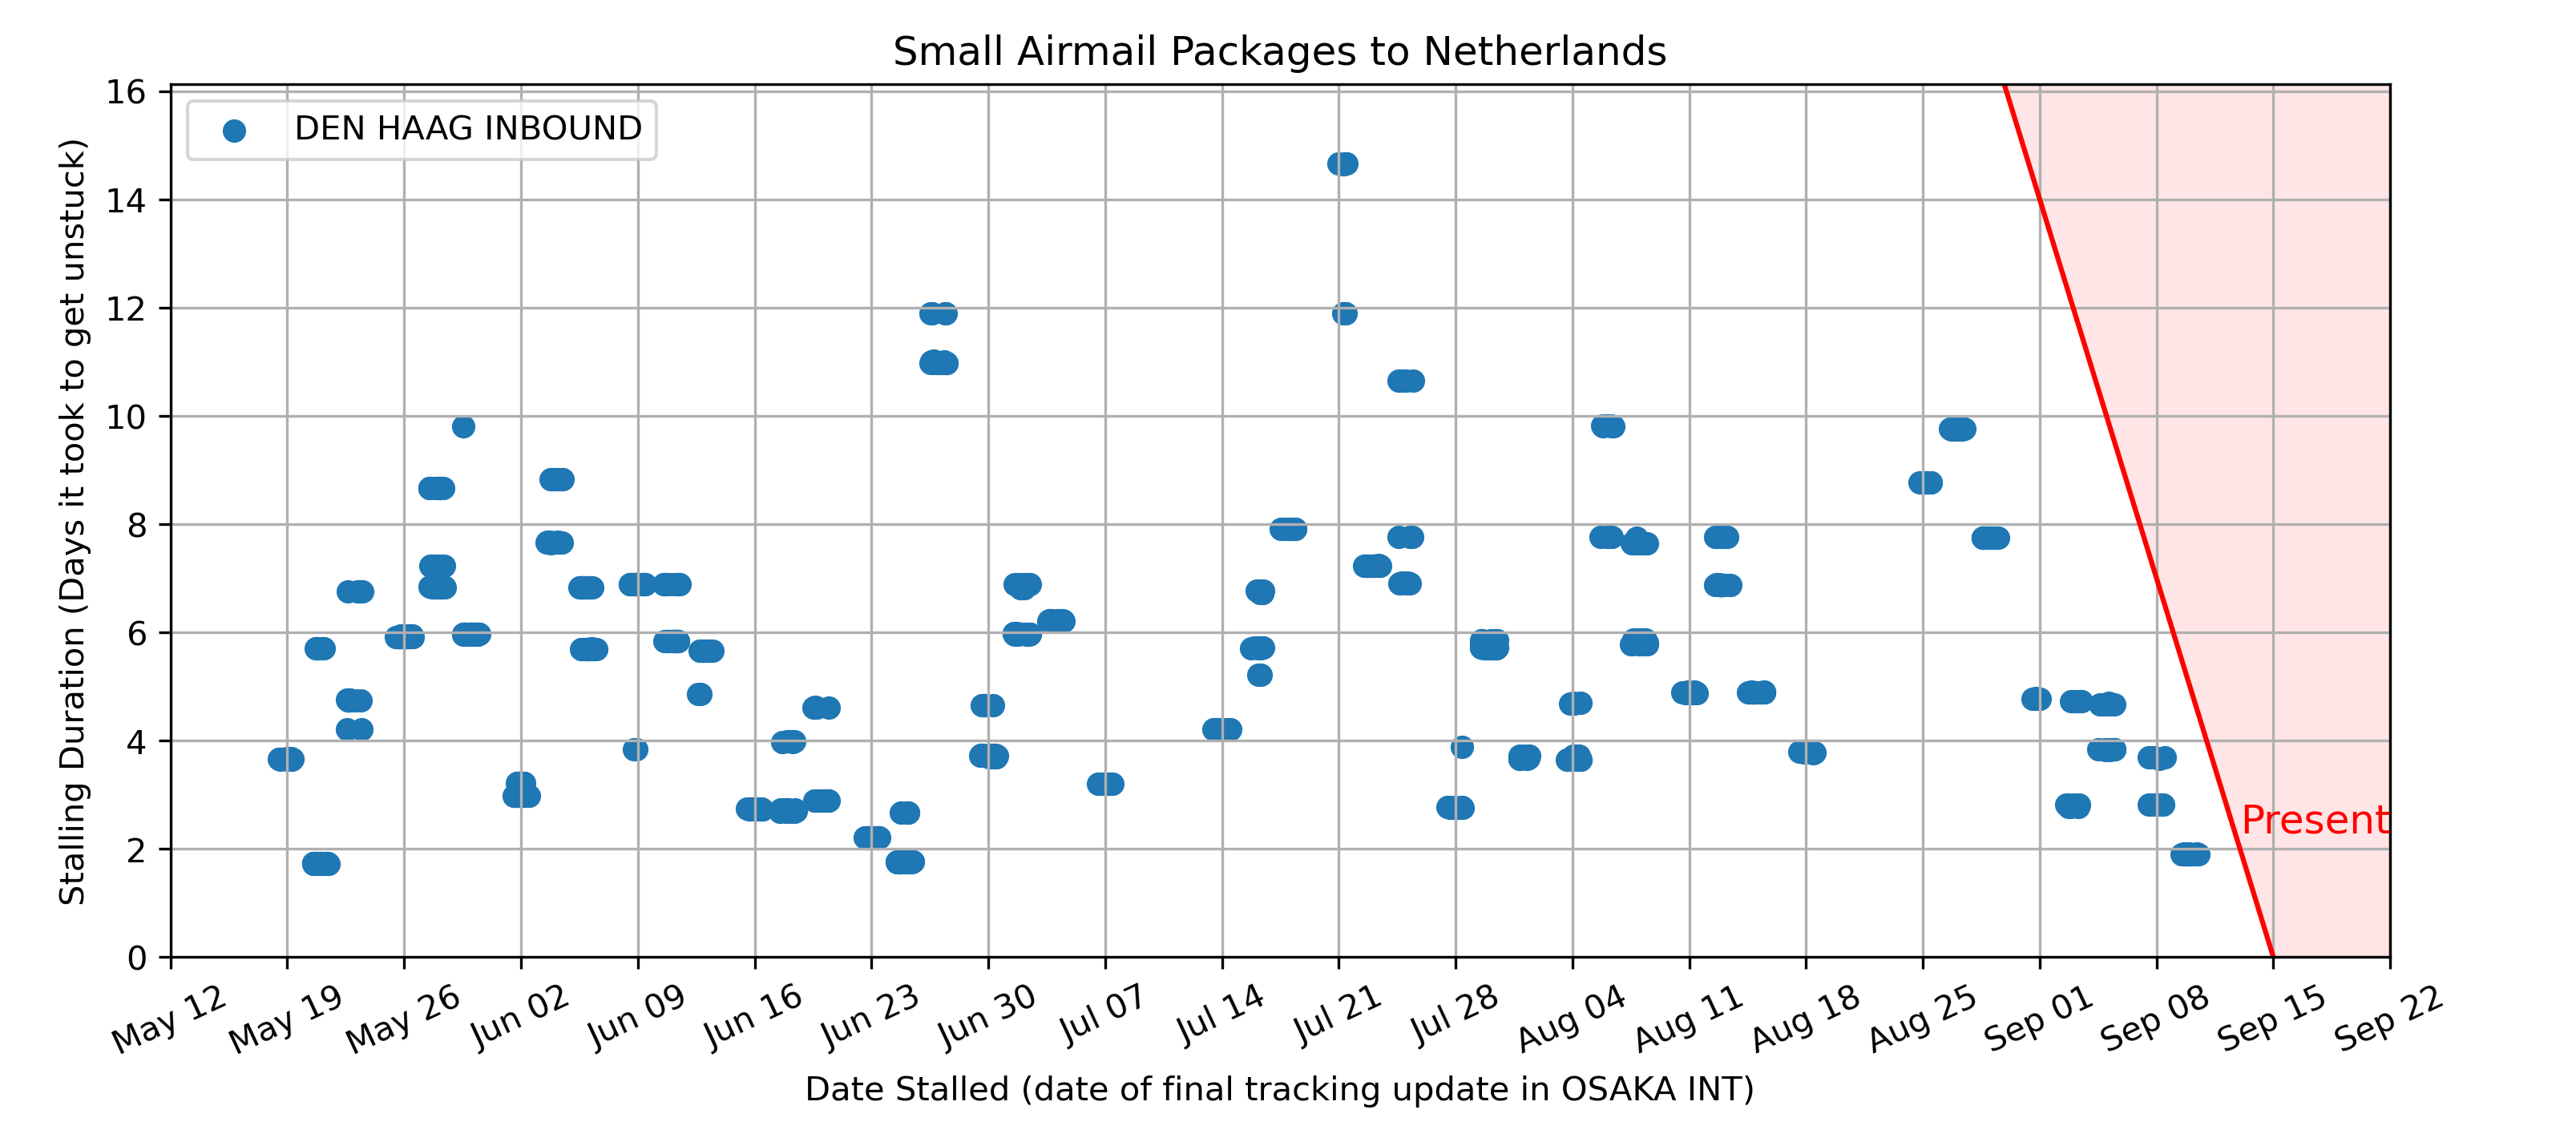 Small Airmail Packages to Netherlands
DEN HAAG INBOUND
Stalling Duration (Days it took to get unstuck)
16
14
12
10
8
6
4
2
0
Present
May 12
May 19
May 26
Jun 02
Jun 09
Jun 16
Jun 23
Jun 30
Jul 07
Jul 14
Jul 21
Jul 28
Aug 04
Aug 11
Aug 18
Aug 25
Sep 01
Sep 08
Sep 15
Sep 22
Date Stalled (date of final tracking update in OSAKA INT)